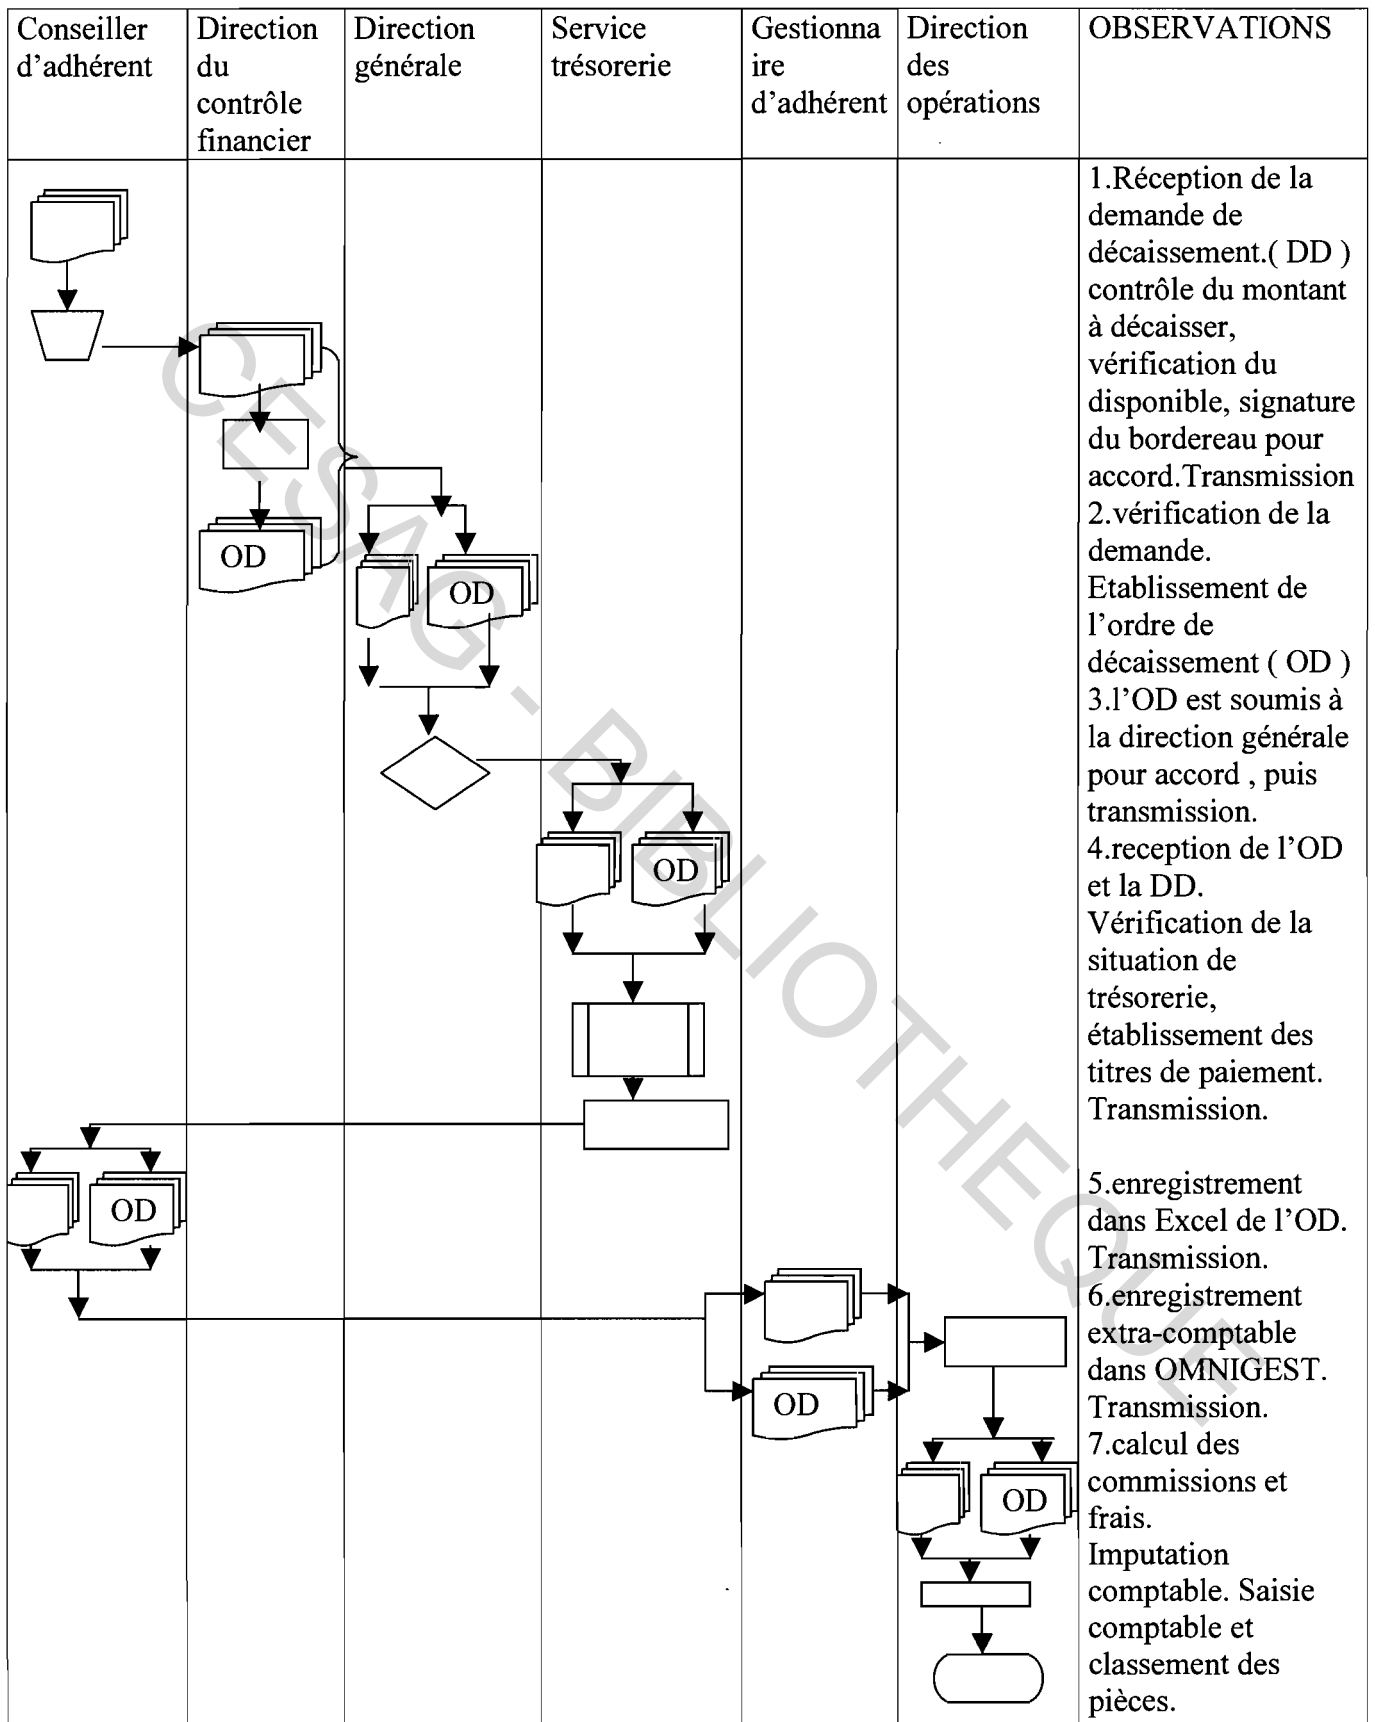 Conseiller
d'adhérent
Direction
du
contrôle
financier
Direction
générale
Service
trésorerie
Gestionna
ire
d'adhérent
Direction
des
opérations
OBSERVATIONS
OD
OD
OD
OD
OD
OD
1.Réception de la
demande de
décaissement.( DD )
contrôle du montant
à décaisser,
vérification du
disponible, signature
du bordereau pour
accord.Transmission
2.vérification de la
demande.
Etablissement de
l'ordre de
décaissement ( OD )
3.l'OD est soumis à
la direction générale
pour accord , puis
transmission.
4.reception de l'OD
et la DD.
Vérification de la
situation de
trésorerie,
établissement des
titres de paiement.
Transmission.
5.enregistrement
dans Excel de l'OD.
Transmission.
6.enregistrement
extra-comptable
dans OMNIGEST.
Transmission.
7.calcul des
commissions et
frais.
Imputation
comptable. Saisie
comptable et
classement des
pièces.
CESAG - BIBLIOTHEQUE